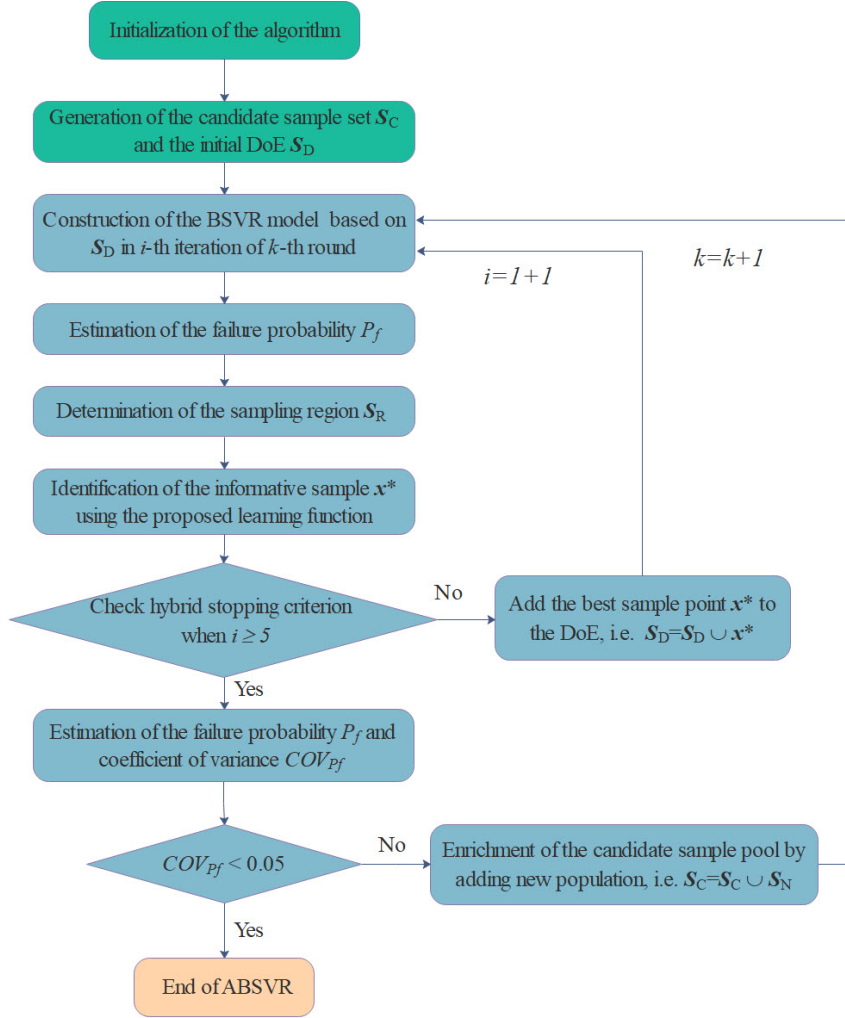 Initialization of the algorithm
Generation of the candidate sample set S_C
and the initial DoE S_D
Construction of the BSVR model based on
S_D in i-th iteration of k-th round
k=k+1
i=1+1
Estimation of the failure probability P_f
Determination of the sampling region S_R
Identification of the informative sample x*
using the proposed learning function
Check hybrid stopping criterion
when i ≥ 5
No
Add the best sample point x* to
the DoE, i.e. S_D=S_D ∪ x*
Yes
Estimation of the failure probability P_f and
coefficient of variance COV_Pf
COV_Pf < 0.05
No
Enrichment of the candidate sample pool by
adding new population, i.e. S_C=S_C ∪ S_N
Yes
End of ABSVR